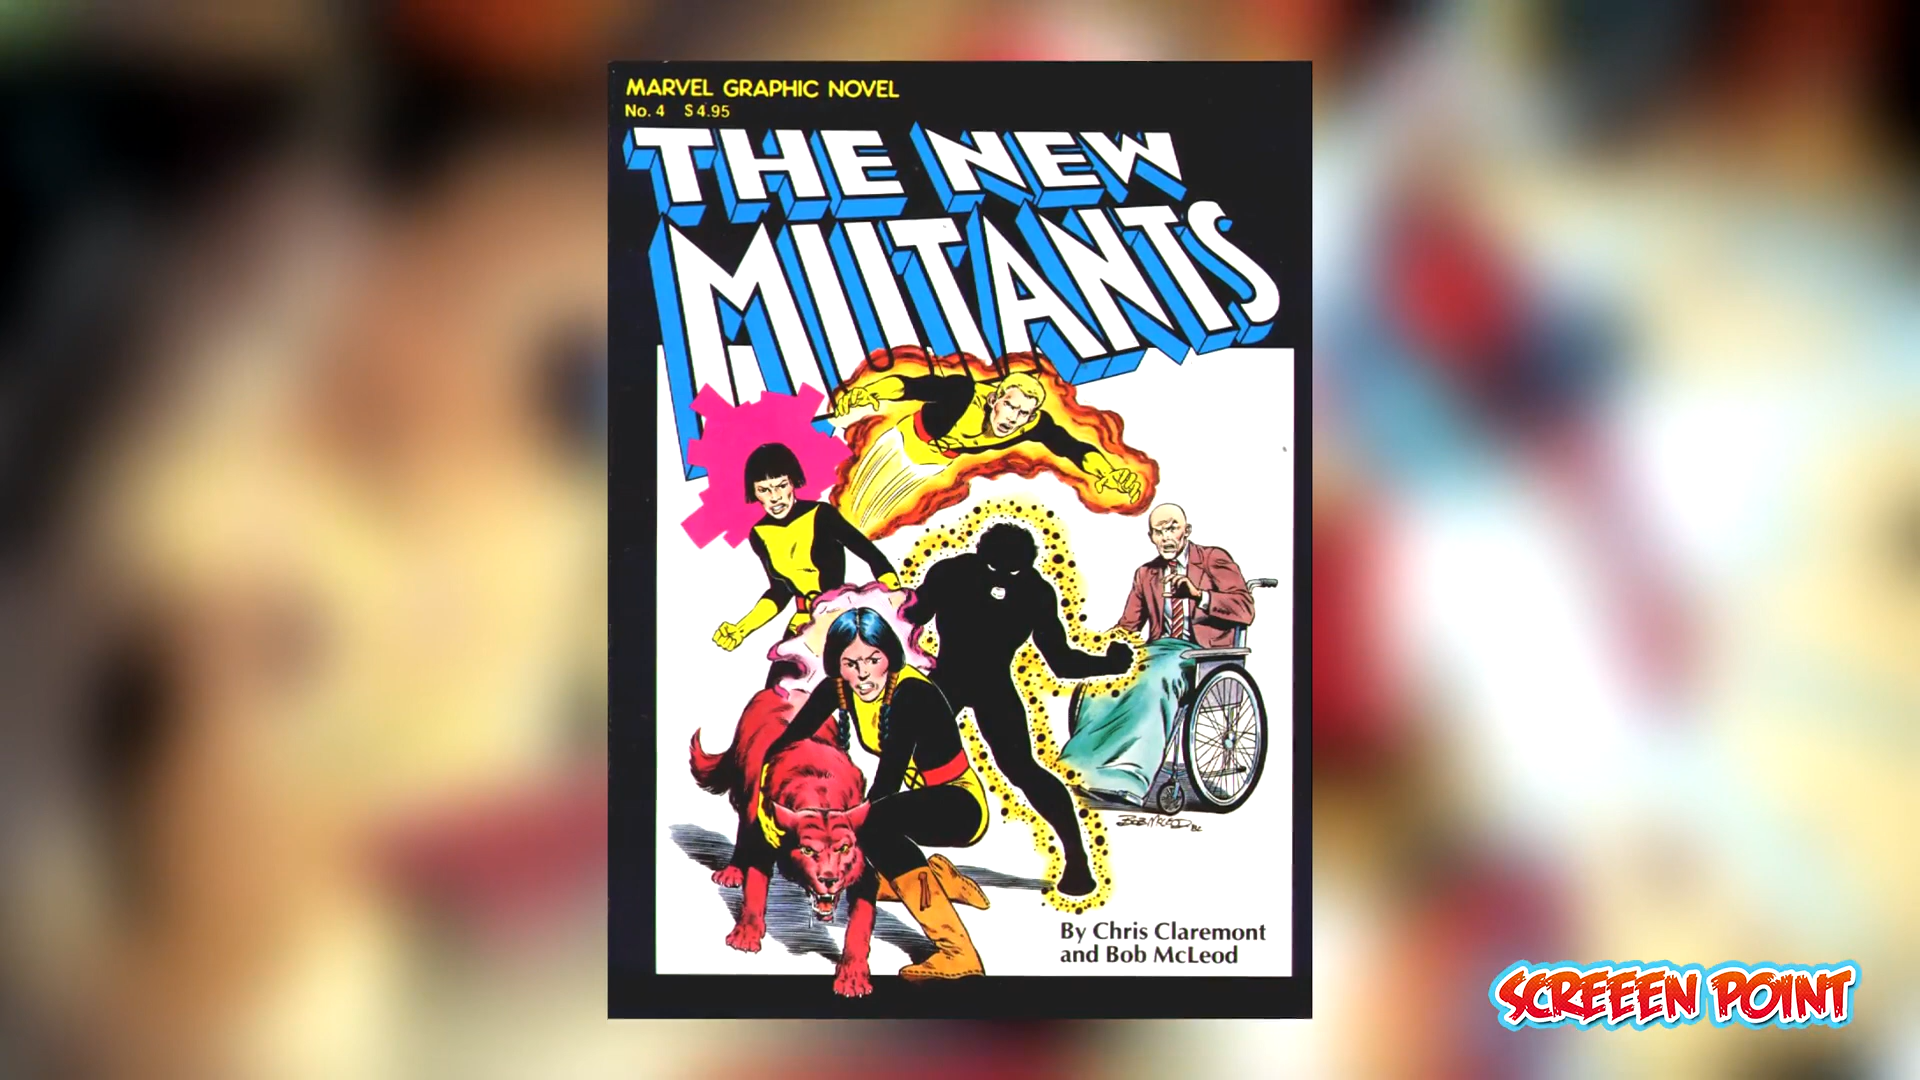 MARVEL GRAPHIC NOVEL
No. 4 $4.95
THE NEW
MUTANTS
By Chris Claremont
and Bob McLeod
SCREEEN POINT